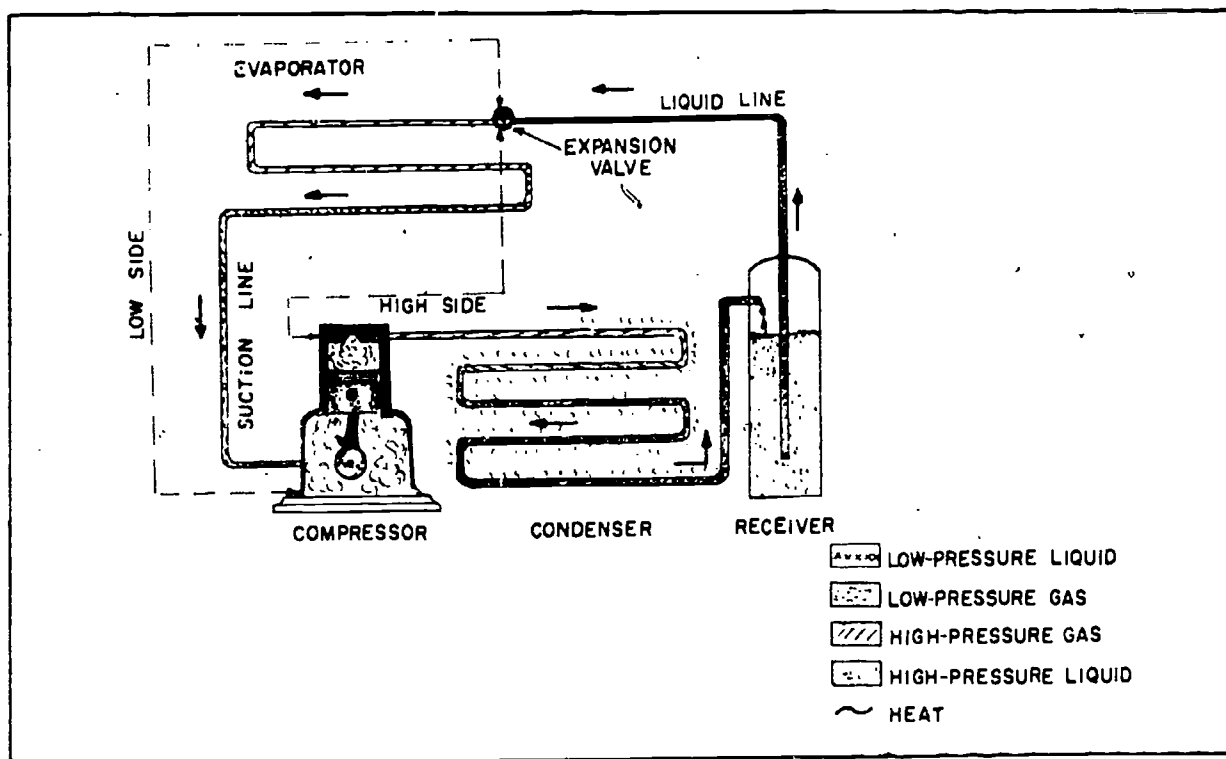 EVAPORATOR
LIQUID LINE
EXPANSION
VALVE
LOW SIDE
SUCTION LINE
HIGH SIDE
COMPRESSOR
CONDENSER
RECEIVER
LOW-PRESSURE LIQUID
LOW-PRESSURE GAS
HIGH-PRESSURE GAS
HIGH-PRESSURE LIQUID
HEAT